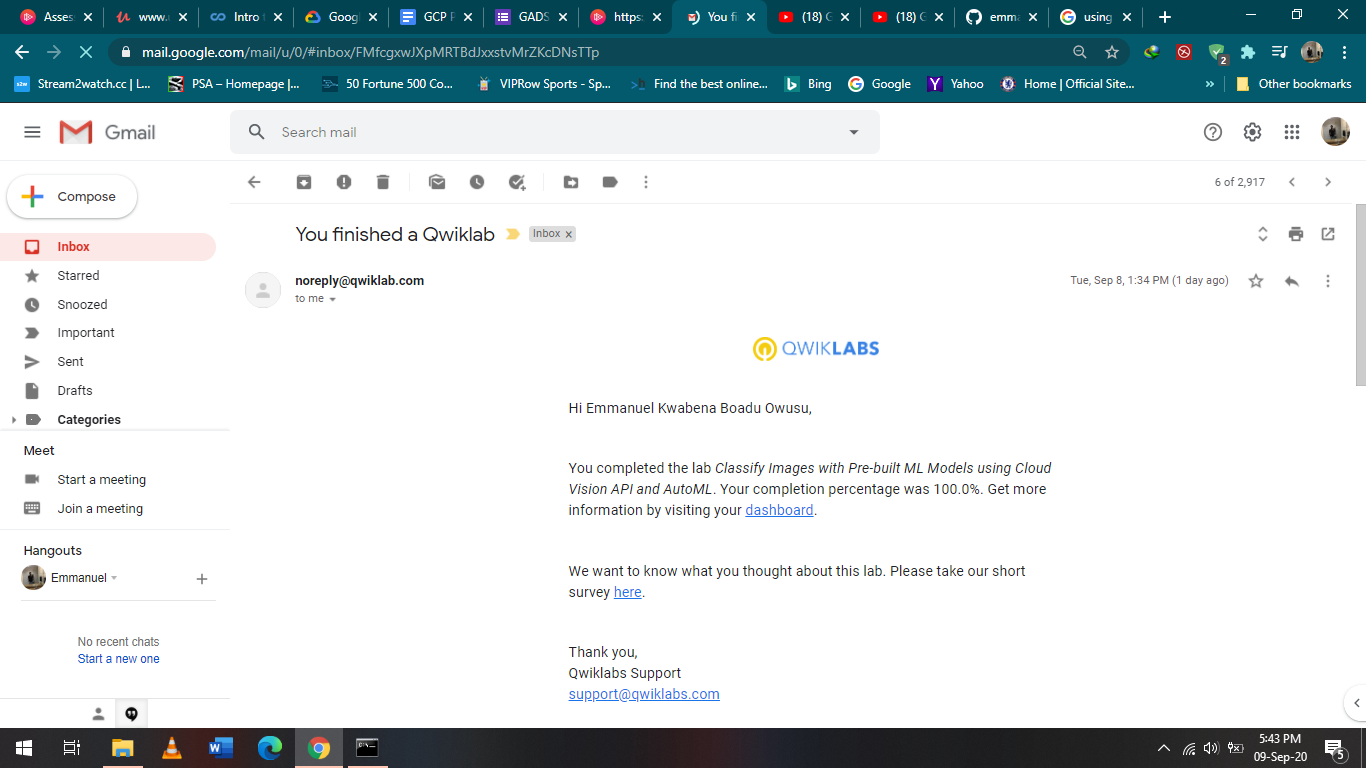 Asses
www.u
Intro t
Googl
GCP P
GADS
https:
You fi
(18) G
(18) G
emma
using
mail.google.com/mail/u/0/#inbox/FMfcgxwJXpMRTBdJxxstvMrZKcDNsTTp
2
Stream2watch.cc | L...
PSA – Homepage |...
50 Fortune 500 Co...
VIPRow Sports - Sp...
Find the best online...
Bing
Google
Yahoo
Home | Official Site...
»
Other bookmarks
Gmail
Search mail
Compose
6 of 2,917
Inbox
Starred
Snoozed
Important
Sent
Drafts
Categories
Meet
Start a meeting
Join a meeting
Hangouts
Emmanuel
No recent chats
Start a new one
You finished a Qwiklab
Inbox x
noreply@qwiklab.com
Tue, Sep 8, 1:34 PM (1 day ago)
to me
QWIKLABS
Hi Emmanuel Kwabena Boadu Owusu,
You completed the lab Classify Images with Pre-built ML Models using Cloud
Vision API and AutoML. Your completion percentage was 100.0%. Get more
information by visiting your dashboard.
We want to know what you thought about this lab. Please take our short
survey here.
Thank you,
Qwiklabs Support
support@qwiklabs.com
5:43 PM
09-Sep-20
5